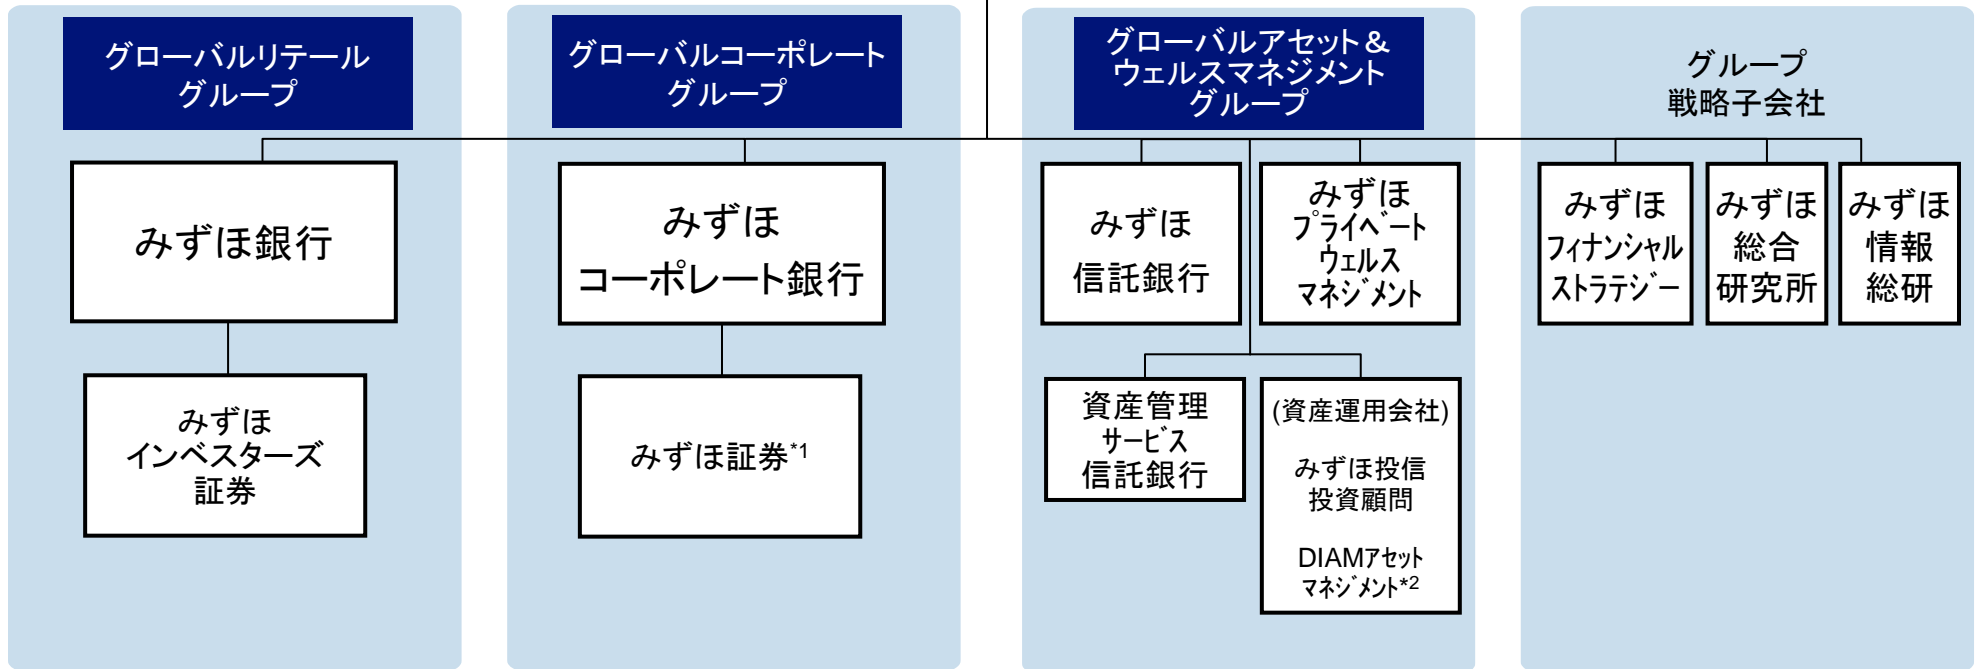 グローバルリテール
グループ
グローバルコーポレート
グループ
グローバルアセット&
ウェルスマネジメント
グループ
グループ
戦略子会社
みずほ銀行
みずほ
コーポレート銀行
みずほ
信託銀行
みずほ
プライベート
ウェルス
マネジメント
みずほ
フィナンシャル
ストラテジー
みずほ
総合
研究所
みずほ
情報
総研
みずほ
インベスターズ
証券
みずほ証券*1
資産管理
サービス
信託銀行
(資産運用会社)
みずほ投信
投資顧問
DIAMアセット
マネジメント*2